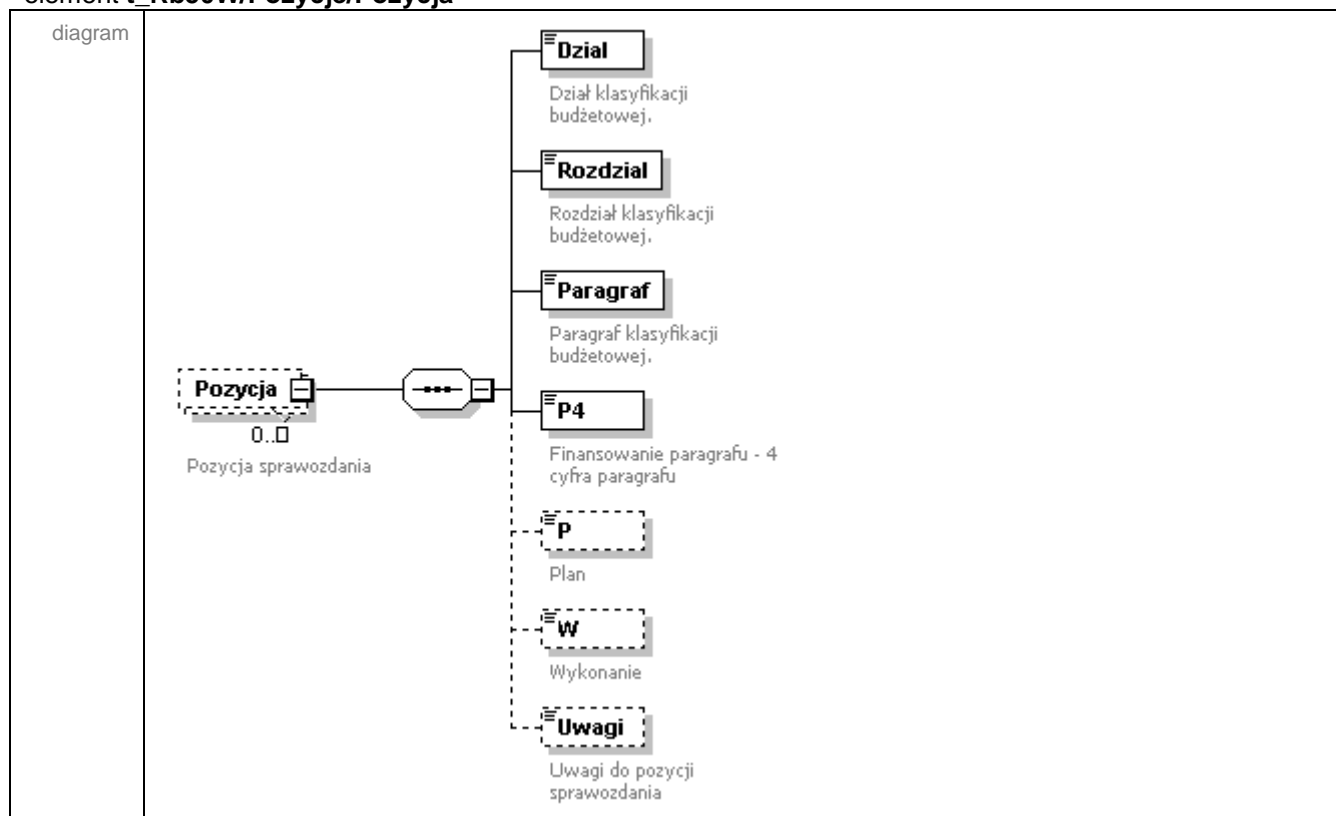 element
diagram
Dzial
Dział klasyfikacji
budżetowej.
Rozdzial
Rozdział klasyfikacji
budżetowej.
Paragraf
Paragraf klasyfikacji
budżetowej.
Pozycja
0..
Pozycja sprawozdania
P4
Finansowanie paragrafu - 4
cyfra paragrafu
P
Plan
W
Wykonanie
Uwagi
Uwagi do pozycji
sprawozdania